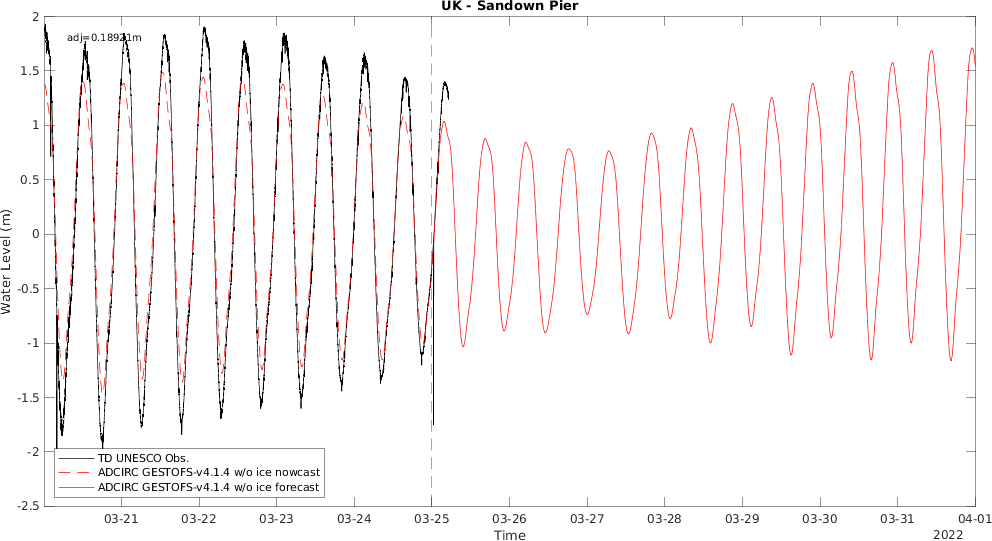 UK - Sandown Pier
adj=0.18921m
2
1.5
1
0.5
0
-0.5
-1
-1.5
-2
-2.5
Water Level (m)
TD UNESCO Obs.
ADCIRC GESTOFS-v4.1.4 w/o ice nowcast
ADCIRC GESTOFS-v4.1.4 w/o ice forecast
03-21 03-22 03-23 03-24 03-25 03-26 03-27 03-28 03-29 03-30 03-31 04-01
Time
2022